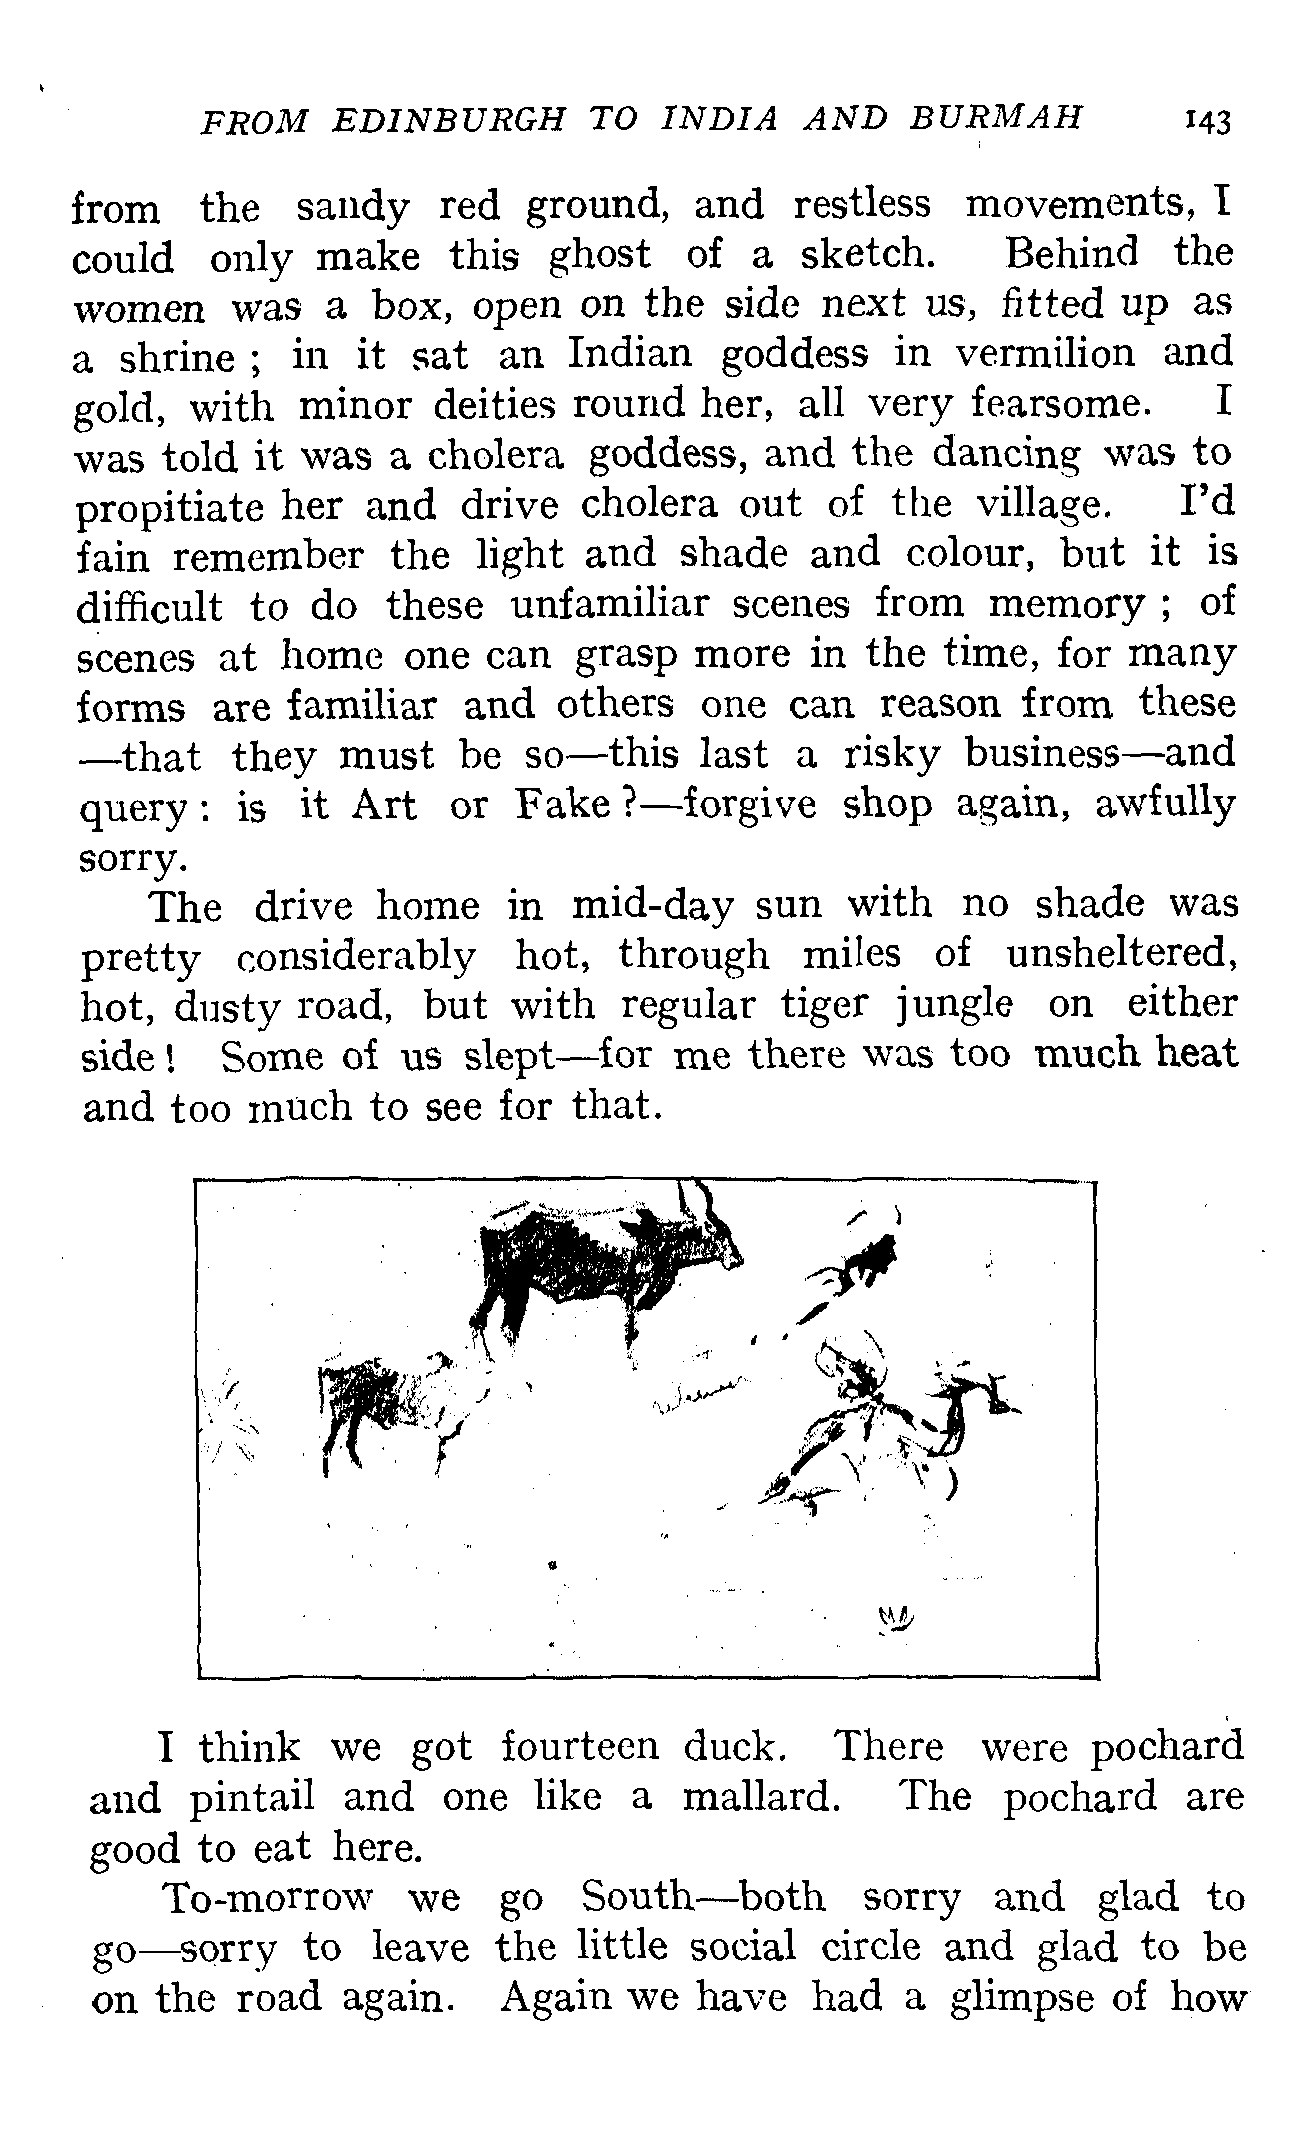 FROM EDINBURGH TO INDIA AND BURMAH 143
from the sandy red ground, and restless movements, I
could only make this ghost of a sketch. Behind the
women was a box, open on the side next us, fitted up as
a shrine ; in it sat an Indian goddess in vermilion and
gold, with minor deities round her, all very fearsome. I
was told it was a cholera goddess, and the dancing was to
propitiate her and drive cholera out of the village. I'd
fain remember the light and shade and colour, but it is
difficult to do these unfamiliar scenes from memory ; of
scenes at home one can grasp more in the time, for many
forms are familiar and others one can reason from these
—that they must be so—this last a risky business—and
query : is it Art or Fake ?—forgive shop again, awfully
sorry.
The drive home in mid-day sun with no shade was
pretty considerably hot, through miles of unsheltered,
hot, dusty road, but with regular tiger jungle on either
side ! Some of us slept—for me there was too much heat
and too much to see for that.
I think we got fourteen duck. There were pochard
and pintail and one like a mallard. The pochard are
good to eat here.
To-morrow we go South—both sorry and glad to
go—sorry to leave the little social circle and glad to be
on the road again. Again we have had a glimpse of how